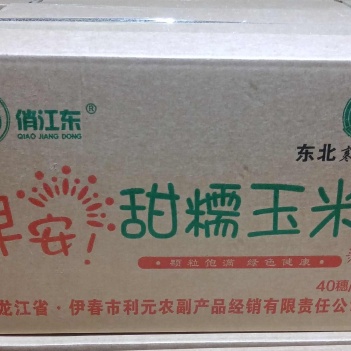 俏江东®
QIAO JIANG DONG
东北
早安!
甜糯玉米
·颗粒饱满 绿色健康·
40穗
龙江省·伊春市利元农副产品经销有限责任公